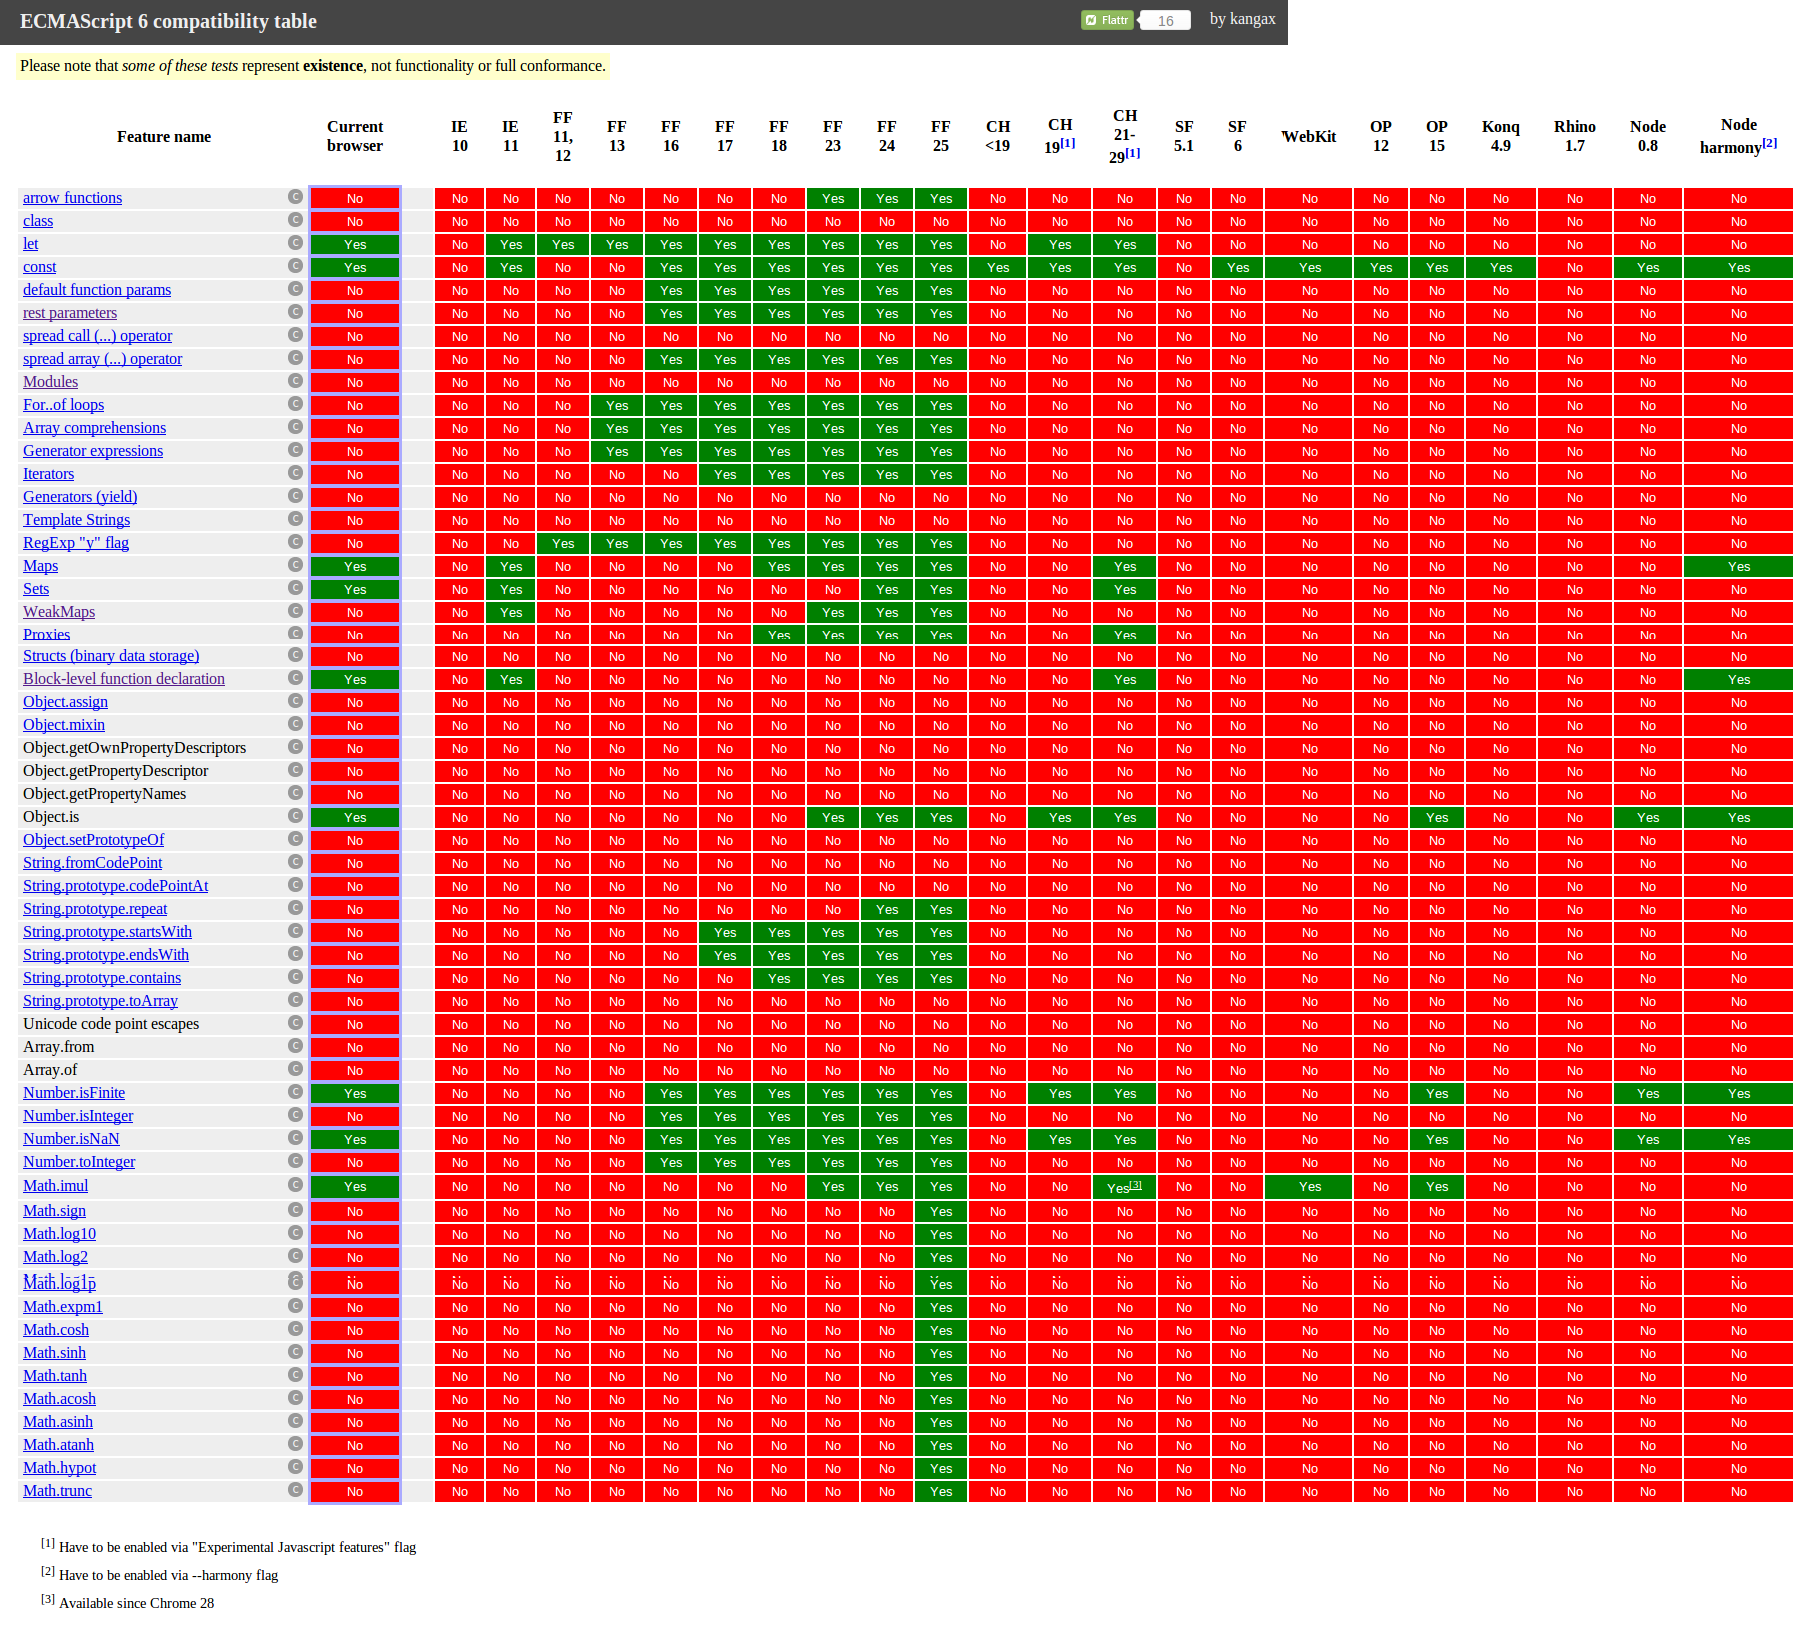 ECMAScript 6 compatibility table Flattr 16 by kangax
Please note that some of these tests represent existence, not functionality or full conformance.
Feature name Current browser IE 10 IE 11 FF 11, 12 FF 13 FF 16 FF 17 FF 18 FF 23 FF 24 FF 25 CH <19 CH 19[1] CH 21-29[1] SF 5.1 SF 6 WebKit OP 12 OP 15 Konq 4.9 Rhino 1.7 Node 0.8 Node harmony[2]
arrow functions C No No No No No No No No Yes Yes Yes No No No No No No No No No No No No
class C No No No No No No No No No No No No No No No No No No No No No No No
let C Yes No Yes Yes Yes Yes Yes Yes Yes Yes Yes No Yes Yes No No No No No No No No No
const C Yes No Yes No No Yes Yes Yes Yes Yes Yes Yes Yes Yes No Yes Yes Yes Yes Yes No Yes Yes
default function params C No No No No No Yes Yes Yes Yes Yes Yes No No No No No No No No No No No No
rest parameters C No No No No No Yes Yes Yes Yes Yes Yes No No No No No No No No No No No No
spread call (...) operator C No No No No No No No No No No No No No No No No No No No No No No No
spread array (...) operator C No No No No No Yes Yes Yes Yes Yes Yes No No No No No No No No No No No No
Modules C No No No No No No No No No No No No No No No No No No No No No No No
For..of loops C No No No No Yes Yes Yes Yes Yes Yes Yes No No No No No No No No No No No No
Array comprehensions C No No No No Yes Yes Yes Yes Yes Yes Yes No No No No No No No No No No No No
Generator expressions C No No No No Yes Yes Yes Yes Yes Yes Yes No No No No No No No No No No No No
Iterators C No No No No No No Yes Yes Yes Yes Yes No No No No No No No No No No No No
Generators (yield) C No No No No No No No No No No No No No No No No No No No No No No No
Template Strings C No No No No No No No No No No No No No No No No No No No No No No No
RegExp "y" flag C No No No Yes Yes Yes Yes Yes Yes Yes Yes No No No No No No No No No No No No
Maps C Yes No Yes No No No No Yes Yes Yes Yes No No Yes No No No No No No No No Yes
Sets C Yes No Yes No No No No No No Yes Yes No No Yes No No No No No No No No No
WeakMaps C No No Yes No No No No No Yes Yes Yes No No No No No No No No No No No No
Proxies C No No No No No No No Yes Yes Yes Yes No No Yes No No No No No No No No No
Structs (binary data storage) C No No No No No No No No No No No No No No No No No No No No No No No
Block-level function declaration C Yes No Yes No No No No No No No No No No Yes No No No No No No No No Yes
Object.assign C No No No No No No No No No No No No No No No No No No No No No No No
Object.mixin C No No No No No No No No No No No No No No No No No No No No No No No
Object.getOwnPropertyDescriptors C No No No No No No No No No No No No No No No No No No No No No No No
Object.getPropertyDescriptor C No No No No No No No No No No No No No No No No No No No No No No No
Object.getPropertyNames C No No No No No No No No No No No No No No No No No No No No No No No
Object.is C Yes No No No No No No No Yes Yes Yes No Yes Yes No No No No Yes No No Yes Yes
Object.setPrototypeOf C No No No No No No No No No No No No No No No No No No No No No No No
String.fromCodePoint C No No No No No No No No No No No No No No No No No No No No No No No
String.prototype.codePointAt C No No No No No No No No No No No No No No No No No No No No No No No
String.prototype.repeat C No No No No No No No No No Yes Yes No No No No No No No No No No No No
String.prototype.startsWith C No No No No No No Yes Yes Yes Yes Yes No No No No No No No No No No No No
String.prototype.endsWith C No No No No No No Yes Yes Yes Yes Yes No No No No No No No No No No No No
String.prototype.contains C No No No No No No No Yes Yes Yes Yes No No No No No No No No No No No No
String.prototype.toArray C No No No No No No No No No No No No No No No No No No No No No No No
Unicode code point escapes C No No No No No No No No No No No No No No No No No No No No No No No
Array.from C No No No No No No No No No No No No No No No No No No No No No No No
Array.of C No No No No No No No No No No No No No No No No No No No No No No No
Number.isFinite C Yes No No No No Yes Yes Yes Yes Yes Yes No Yes Yes No No No No Yes No No Yes Yes
Number.isInteger C No No No No No Yes Yes Yes Yes Yes Yes No No No No No No No No No No No No
Number.isNaN C Yes No No No No Yes Yes Yes Yes Yes Yes No Yes Yes No No No No Yes No No Yes Yes
Number.toInteger C No No No No No Yes Yes Yes Yes Yes Yes No No No No No No No No No No No No
Math.imul C Yes No No No No No No No Yes Yes Yes No No Yes[3] No No Yes No Yes No No No No
Math.sign C No No No No No No No No No No Yes No No No No No No No No No No No No
Math.log10 C No No No No No No No No No No Yes No No No No No No No No No No No No
Math.log2 C No No No No No No No No No No Yes No No No No No No No No No No No No
Math.log1p C No No No No No No No No No No Yes No No No No No No No No No No No No
Math.expm1 C No No No No No No No No No No Yes No No No No No No No No No No No No
Math.cosh C No No No No No No No No No No Yes No No No No No No No No No No No No
Math.sinh C No No No No No No No No No No Yes No No No No No No No No No No No No
Math.tanh C No No No No No No No No No No Yes No No No No No No No No No No No No
Math.acosh C No No No No No No No No No No Yes No No No No No No No No No No No No
Math.asinh C No No No No No No No No No No Yes No No No No No No No No No No No No
Math.atanh C No No No No No No No No No No Yes No No No No No No No No No No No No
Math.hypot C No No No No No No No No No No Yes No No No No No No No No No No No No
Math.trunc C No No No No No No No No No No Yes No No No No No No No No No No No No
[1] Have to be enabled via "Experimental Javascript features" flag
[2] Have to be enabled via --harmony flag
[3] Available since Chrome 28